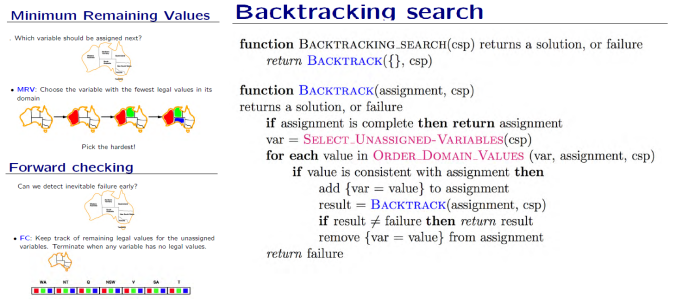 Minimum Remaining Values
. Which variable should be assigned next?
• MRV: Choose the variable with the fewest legal values in its
domain
Pick the hardest!
Forward checking
Can we detect inevitable failure early?
• FC: Keep track of remaining legal values for the unassigned
variables. Terminate when any variable has no legal values.
WA NT Q NSW V SA T
Backtracking search
function BACKTRACKING_SEARCH(csp) returns a solution, or failure
return BACKTRACK({}, csp)
function BACKTRACK(assignment, csp)
returns a solution, or failure
if assignment is complete then return assignment
var = SELECT_UNASSIGNED-VARIABLES(csp)
for each value in ORDER_DOMAIN_VALUES (var, assignment, csp)
if value is consistent with assignment then
add {var = value} to assignment
result = BACKTRACK(assignment, csp)
if result ≠ failure then return result
remove {var = value} from assignment
return failure